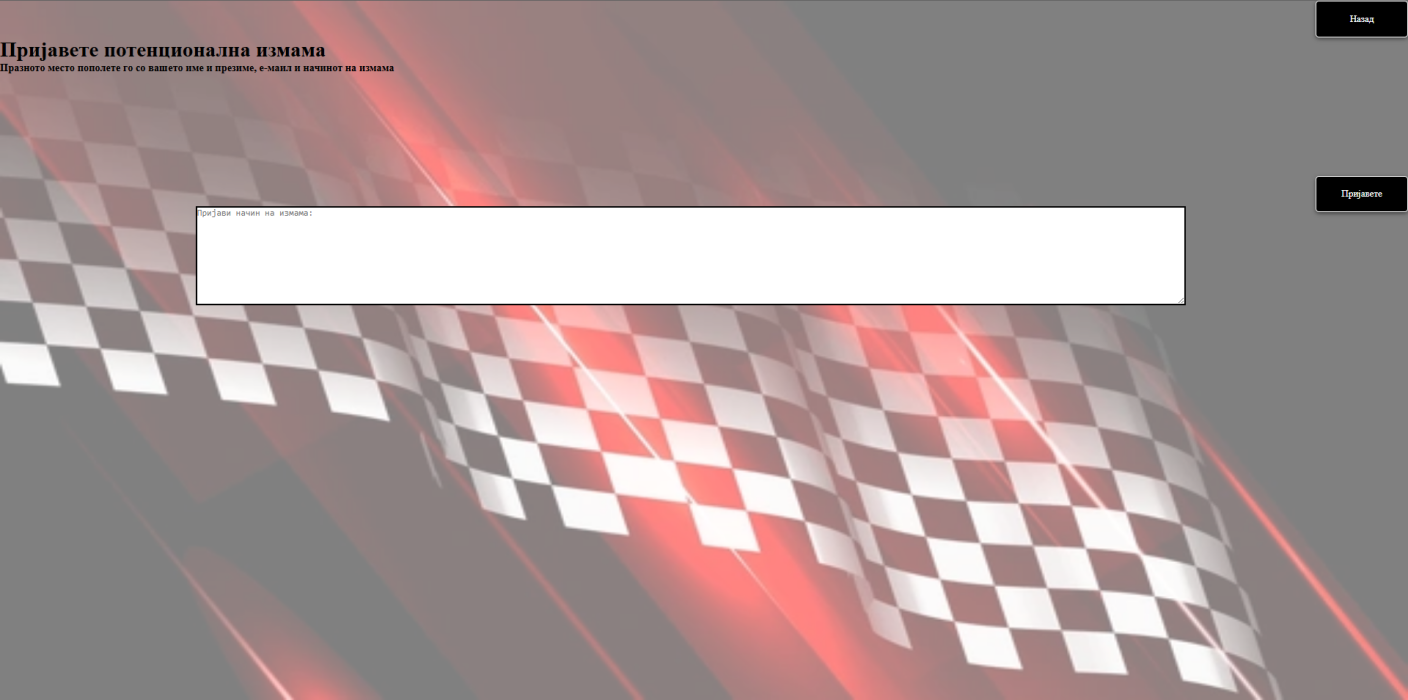 Назад
Пријавете потенционална измама
Празното место пополете го со вашето име и презиме, е-маил и начинот на измама
Пријавете
Пријави начин на измама: